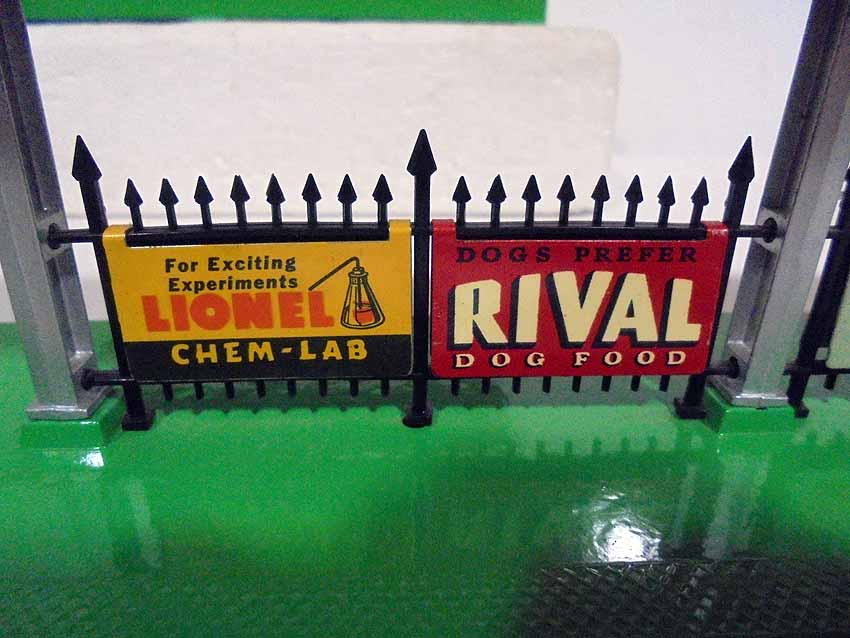 For Exciting
Experiments
LIONEL
CHEM-LAB
DOGS PREFER
RIVAL
DOG FOOD